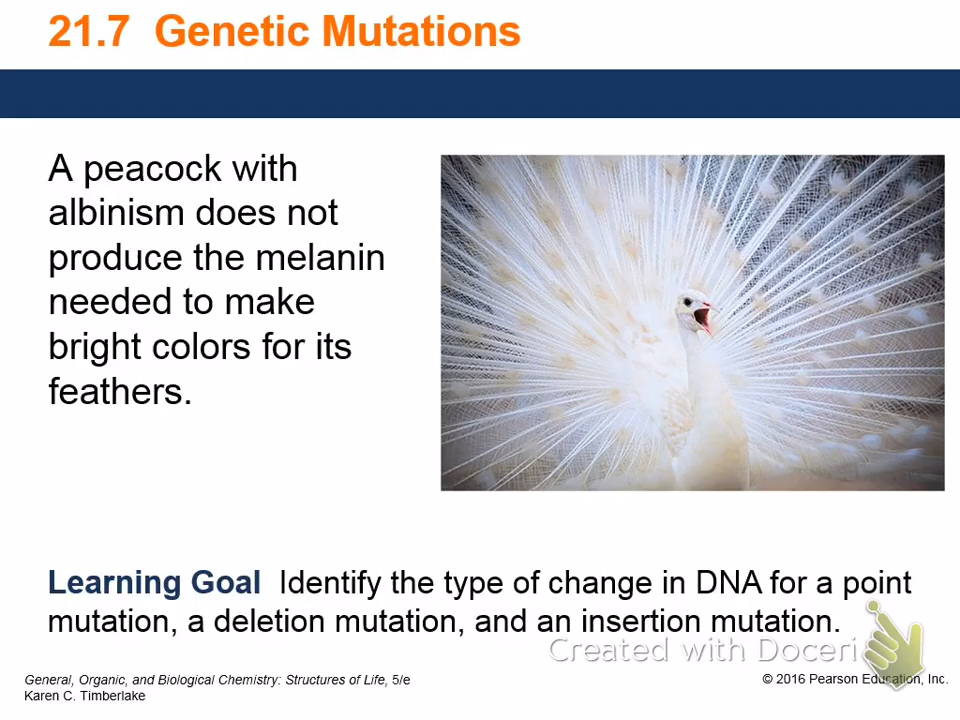 21.7 Genetic Mutations
A peacock with
albinism does not
produce the melanin
needed to make
bright colors for its
feathers.
Learning Goal Identify the type of change in DNA for a point
mutation, a deletion mutation, and an insertion mutation.
Created with Doceri
General, Organic, and Biological Chemistry: Structures of Life, 5/e
Karen C. Timberlake
© 2016 Pearson Education, Inc.